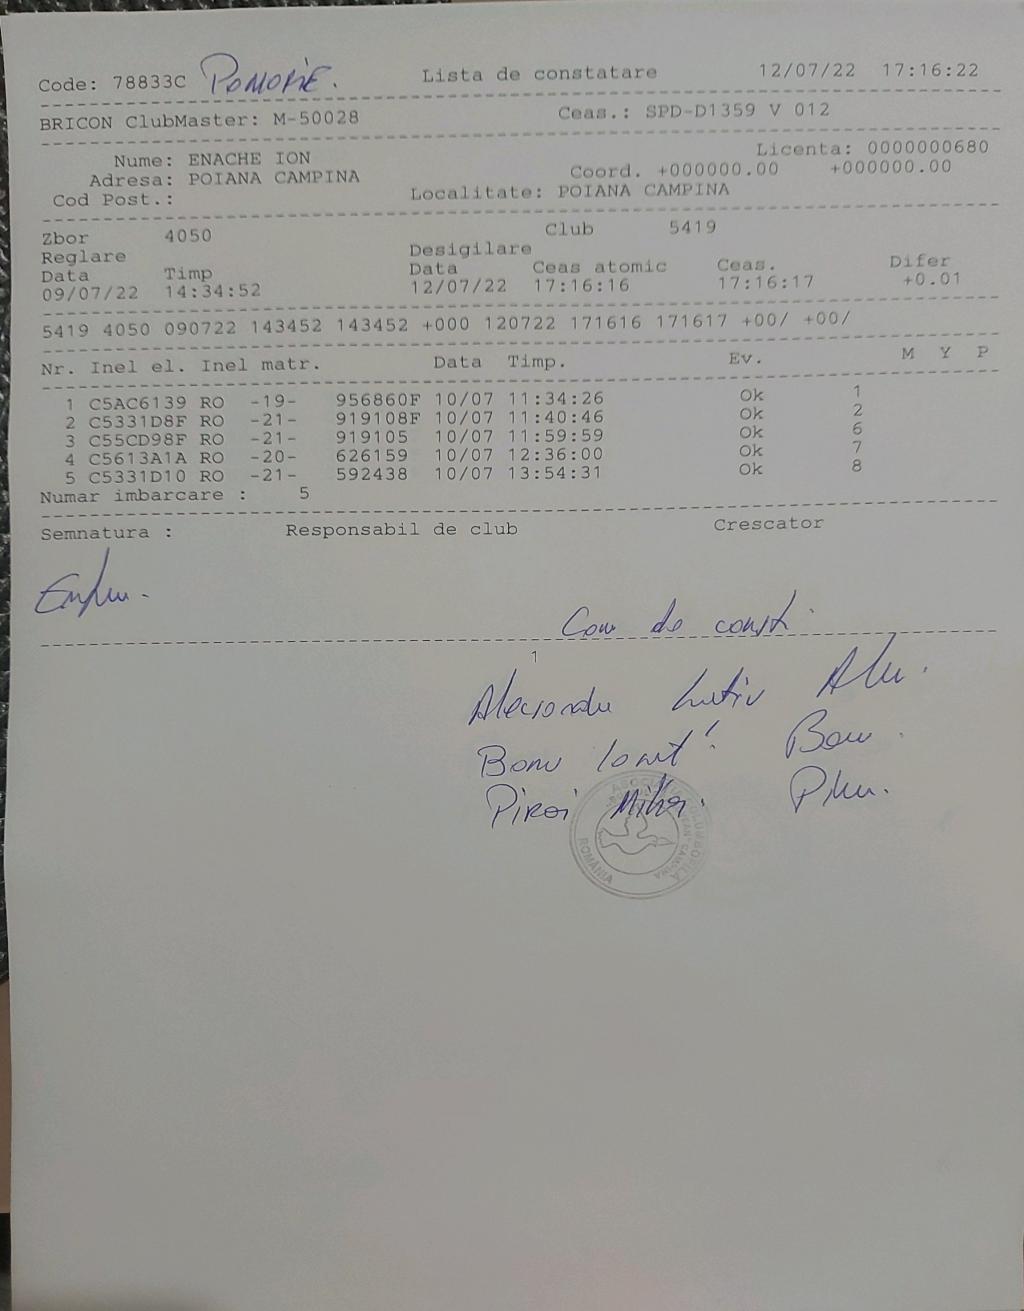 Code: 78833C POMORIE. Lista de constatare 12/07/22 17:16:22
BRICON ClubMaster: M-50028 Ceas.: SPD-D1359 V 012
Nume: ENACHE ION Licenta: 0000000680
Adresa: POIANA CAMPINA Coord. +000000.00 +000000.00
Cod Post.: Localitate: POIANA CAMPINA
Zbor 4050 Club 5419
Reglare Desigilare
Data Timp Data Ceas atomic Ceas. Difer
09/07/22 14:34:52 12/07/22 17:16:16 17:16:17 +0.01
5419 4050 090722 143452 143452 +000 120722 171616 171617 +00/ +00/
Nr. Inel el. Inel matr. Data Timp. Ev. M Y P
1 C5AC6139 RO -19- 956860F 10/07 11:34:26 Ok 1
2 C5331D8F RO -21- 919108F 10/07 11:40:46 Ok 2
3 C55CD98F RO -21- 919105 10/07 11:59:59 Ok 6
4 C5613A1A RO -20- 626159 10/07 12:36:00 Ok 7
5 C5331D10 RO -21- 592438 10/07 13:54:31 Ok 8
Numar imbarcare : 5
Semnatura : Responsabil de club Crescator
Com de const.
1
Piroi Mihai
ROMÂNIA
CAMPINA